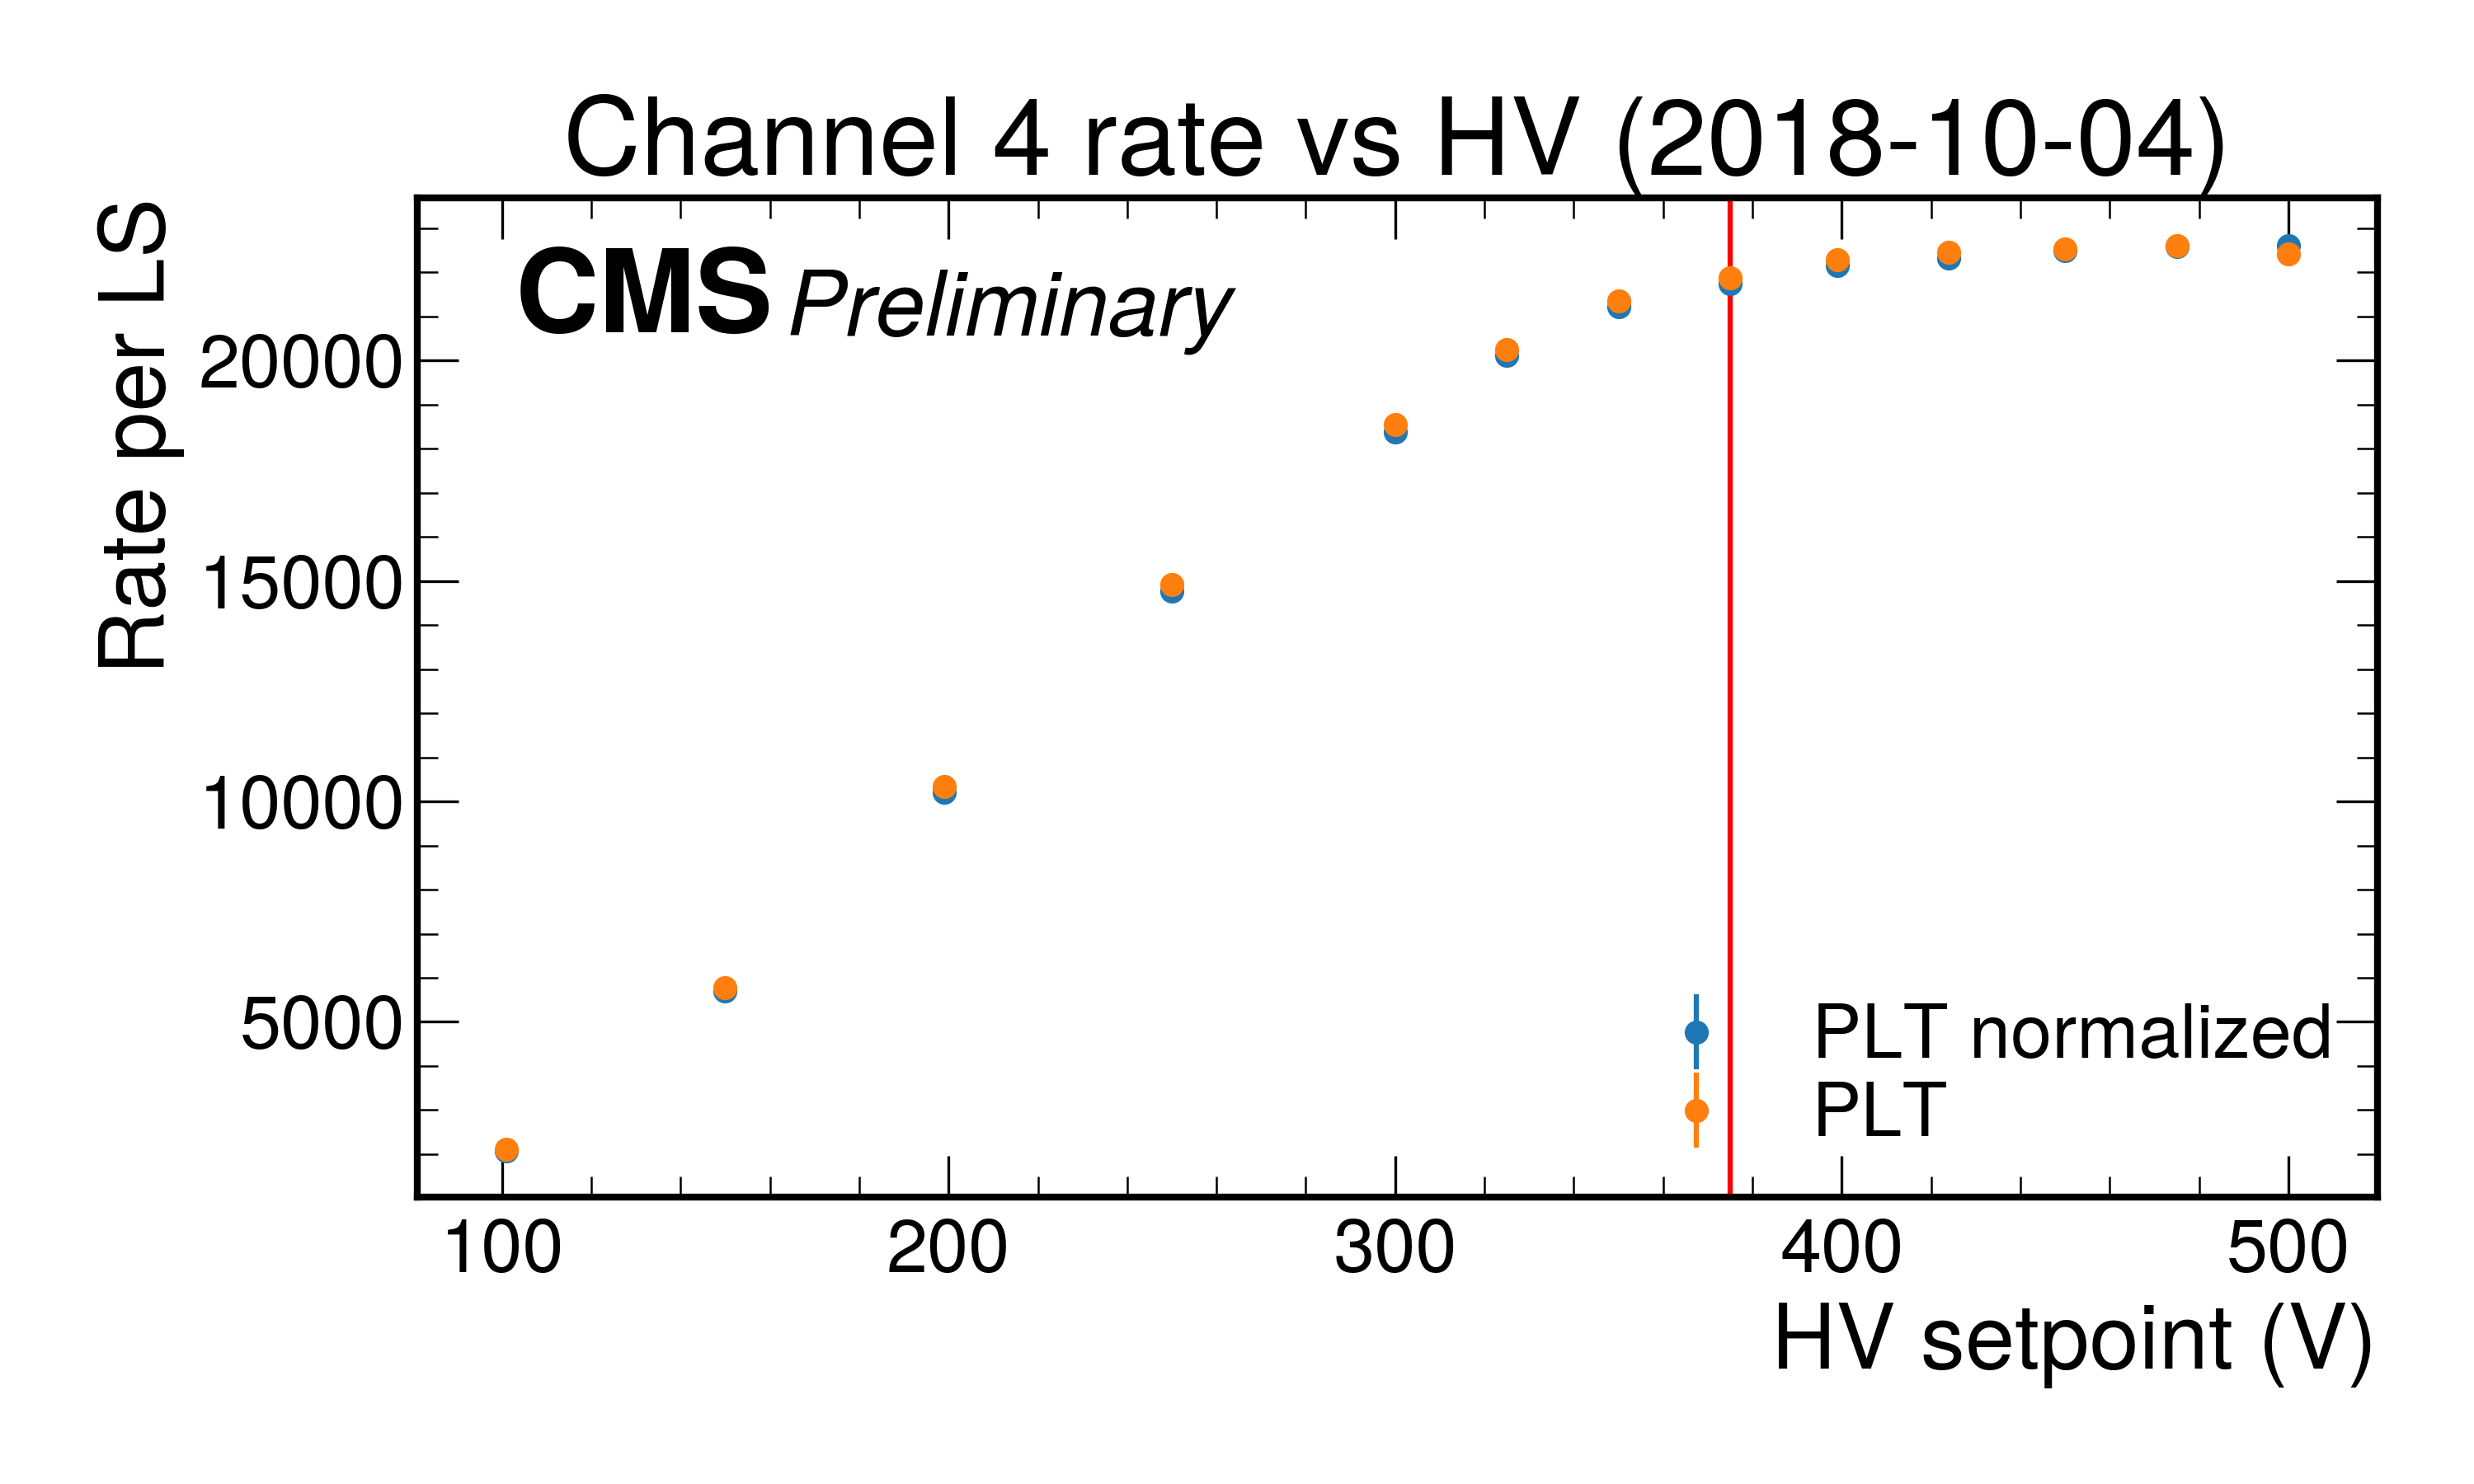 Channel 4 rate vs HV (2018-10-04)
CMS Preliminary
Rate per LS
20000
15000
10000
5000
PLT normalized
PLT
100 200 300 400 500
HV setpoint (V)